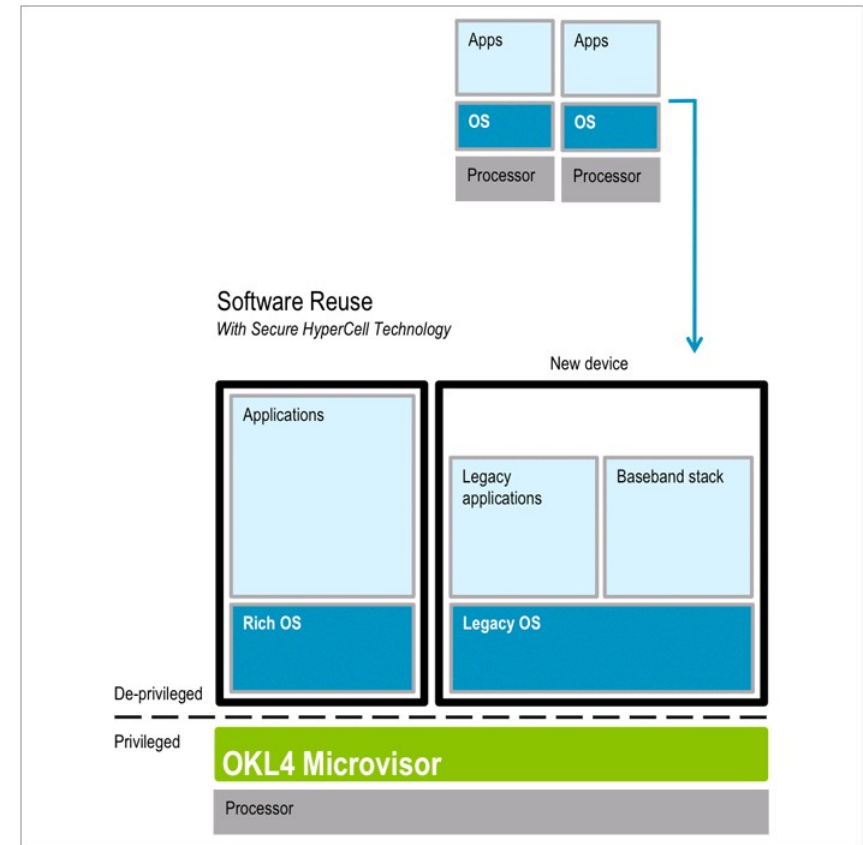 Apps
Apps
OS
OS
Processor
Processor
Software Reuse
With Secure HyperCell Technology
New device
Applications
Legacy
applications
Baseband stack
Rich OS
Legacy OS
De-privileged
Privileged
OKL4 Microvisor
Processor